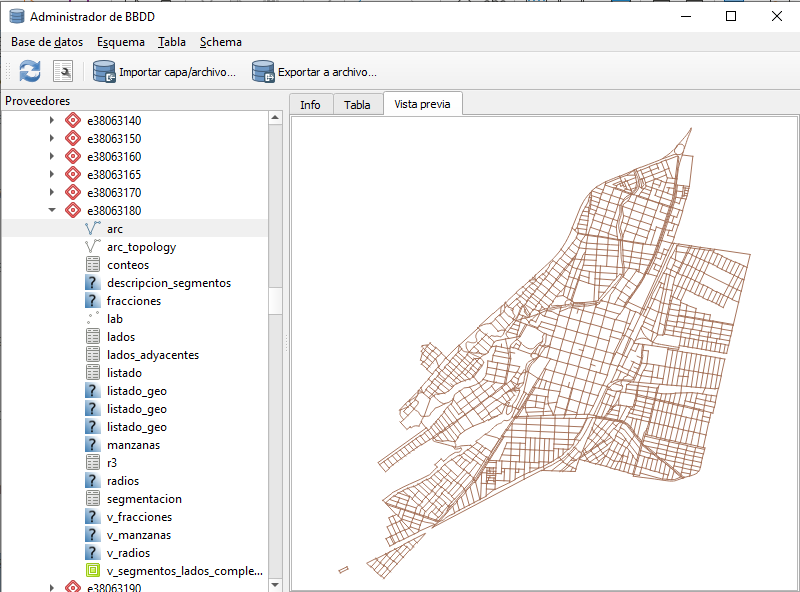 Administrador de BBDD
Base de datos Esquema Tabla Schema
Importar capa/archivo... Exportar a archivo...
Proveedores
Info Tabla Vista previa
e38063140
e38063150
e38063160
e38063165
e38063170
e38063180
arc
arc_topology
conteos
descripcion_segmentos
fracciones
lab
lados
lados_adyacentes
listado
listado_geo
listado_geo
listado_geo
manzanas
r3
radios
segmentacion
v_fracciones
v_manzanas
v_radios
v_segmentos_lados_comple...
e38063190